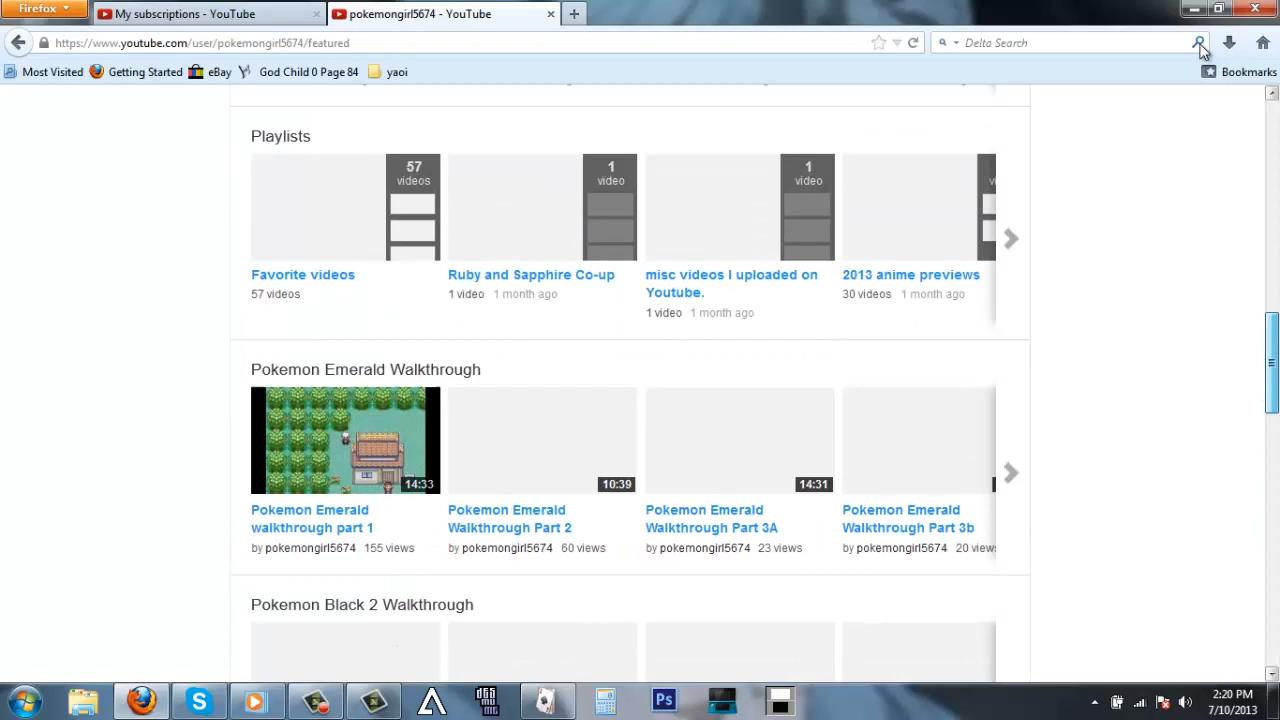 Firefox
My subscriptions - YouTube
pokemongirl5674 - YouTube
https://www.youtube.com/user/pokemongirl5674/featured
Delta Search
Most Visited
Getting Started
eBay
God Child 0 Page 84
yaoi
Bookmarks
Playlists
57 videos
1 video
1 video
Favorite videos
57 videos
Ruby and Sapphire Co-up
1 video 1 month ago
misc videos I uploaded on
Youtube.
1 video 1 month ago
2013 anime previews
30 videos 1 month ago
Pokemon Emerald Walkthrough
14:33
10:39
14:31
Pokemon Emerald
walkthrough part 1
by pokemongirl5674 155 views
Pokemon Emerald
Walkthrough Part 2
by pokemongirl5674 60 views
Pokemon Emerald
Walkthrough Part 3A
by pokemongirl5674 23 views
Pokemon Emerald
Walkthrough Part 3b
by pokemongirl5674 20 views
Pokemon Black 2 Walkthrough
Ps
2:20 PM
7/10/2013